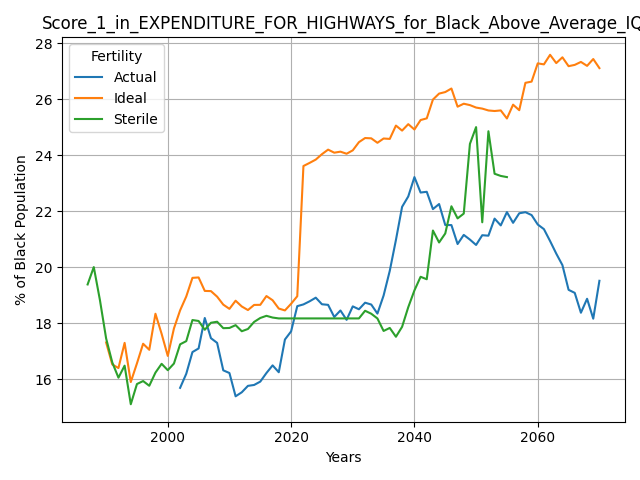 Score_1_in_EXPENDITURE_FOR_HIGHWAYS_for_Black_Above_Average_IQ
Fertility
Actual
Ideal
Sterile
28
26
24
22
20
18
16
% of Black Population
2000
2020
2040
2060
Years